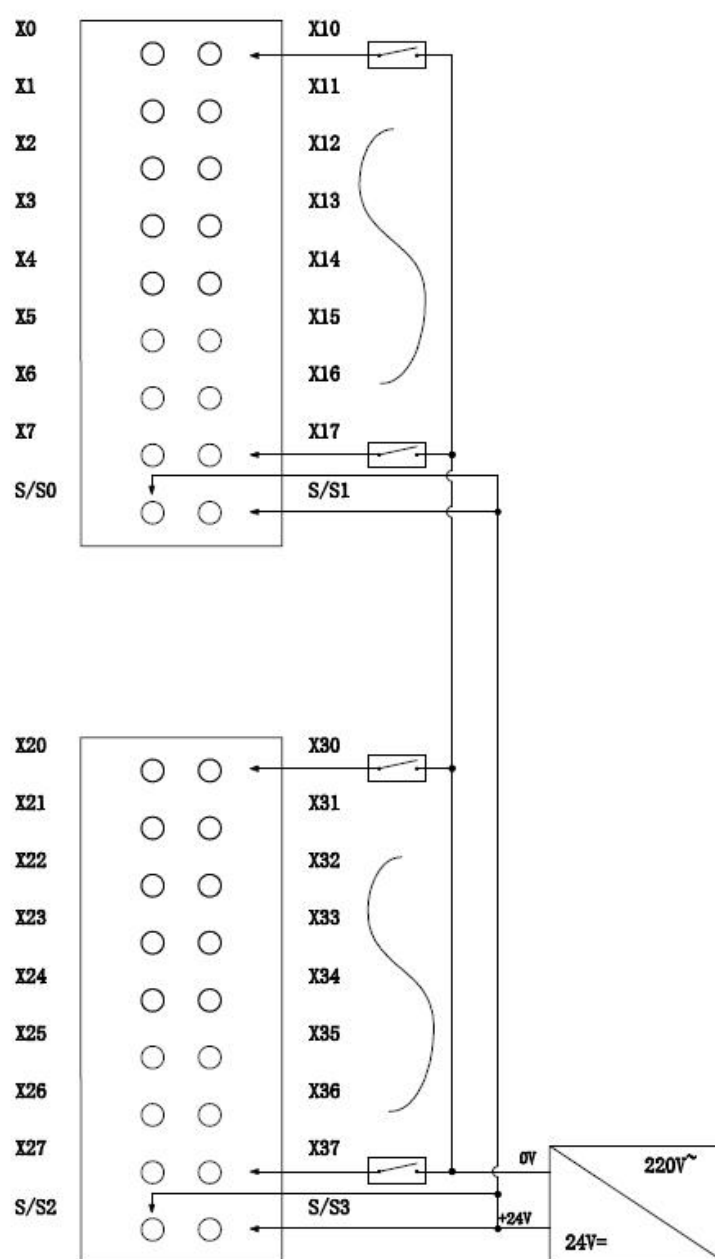 X0 X10
X1 X11
X2 X12
X3 X13
X4 X14
X5 X15
X6 X16
X7 X17
S/S0 S/S1
X20 X30
X21 X31
X22 X32
X23 X33
X24 X34
X25 X35
X26 X36
X27 X37 0V 220V~
S/S2 S/S3 +24V
24V=